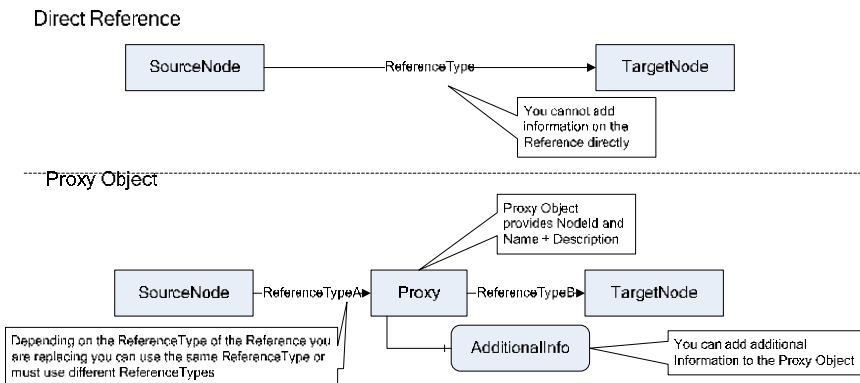 Direct Reference
SourceNode
ReferenceType
TargetNode
You cannot add
information on the
Reference directly
Proxy Object
Proxy Object
provides NodeId and
Name + Description
SourceNode
ReferenceTypeA
Proxy
ReferenceTypeB
TargetNode
Depending on the ReferenceType of the Reference you
are replacing you can use the same ReferenceType or
must use different ReferenceTypes
AdditionalInfo
You can add additional
Information to the Proxy Object